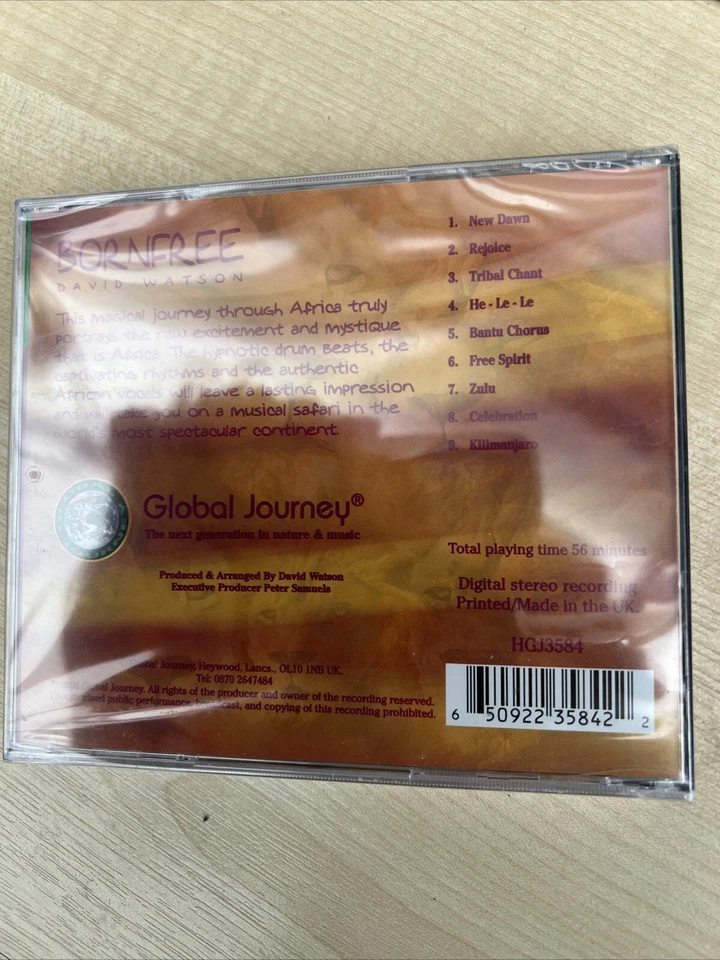 BORNFREE
DAVID WATSON
This magical journey through Africa truly
portrays the raw excitement and mystique
that is Africa. The hypnotic drum beats, the
captivating rhythms and the authentic
African vocals will leave a lasting impression
and will take you on a musical safari in the
world's most spectacular continent.
Global Journey®
The next generation in nature & music
Produced & Arranged By David Watson
Executive Producer Peter Samuels
Global Journey, Heywood, Lancs., OL10 1NB UK.
Tel: 0870 2647484
Global Journey. All rights of the producer and owner of the recording reserved.
public performance, broadcast, and copying of this recording prohibited.
1. New Dawn
2. Rejoice
3. Tribal Chant
4. He - Le - Le
5. Bantu Chorus
6. Free Spirit
7. Zulu
8. Celebration
9. Kilimanjaro
Total playing time 56 minutes
Digital stereo recording
Printed/Made in the UK.
HGJ3584
6 50922 35842 2